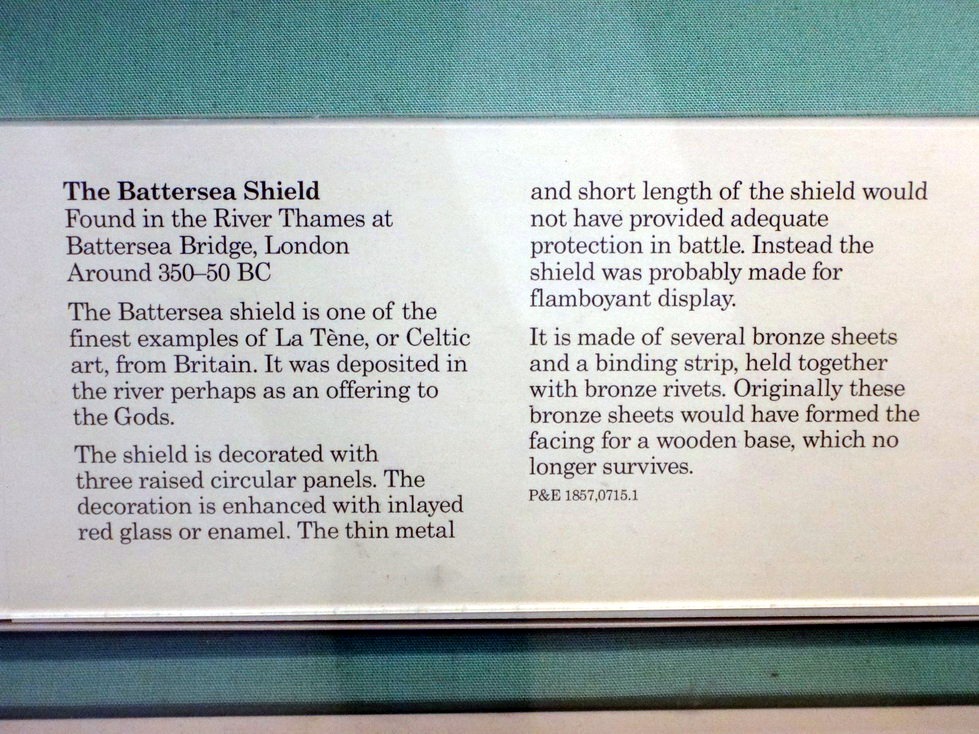 The Battersea Shield
Found in the River Thames at
Battersea Bridge, London
Around 350–50 BC
The Battersea shield is one of the
finest examples of La Tène, or Celtic
art, from Britain. It was deposited in
the river perhaps as an offering to
the Gods.
The shield is decorated with
three raised circular panels. The
decoration is enhanced with inlayed
red glass or enamel. The thin metal
and short length of the shield would
not have provided adequate
protection in battle. Instead the
shield was probably made for
flamboyant display.
It is made of several bronze sheets
and a binding strip, held together
with bronze rivets. Originally these
bronze sheets would have formed the
facing for a wooden base, which no
longer survives.
P&E 1857,0715.1